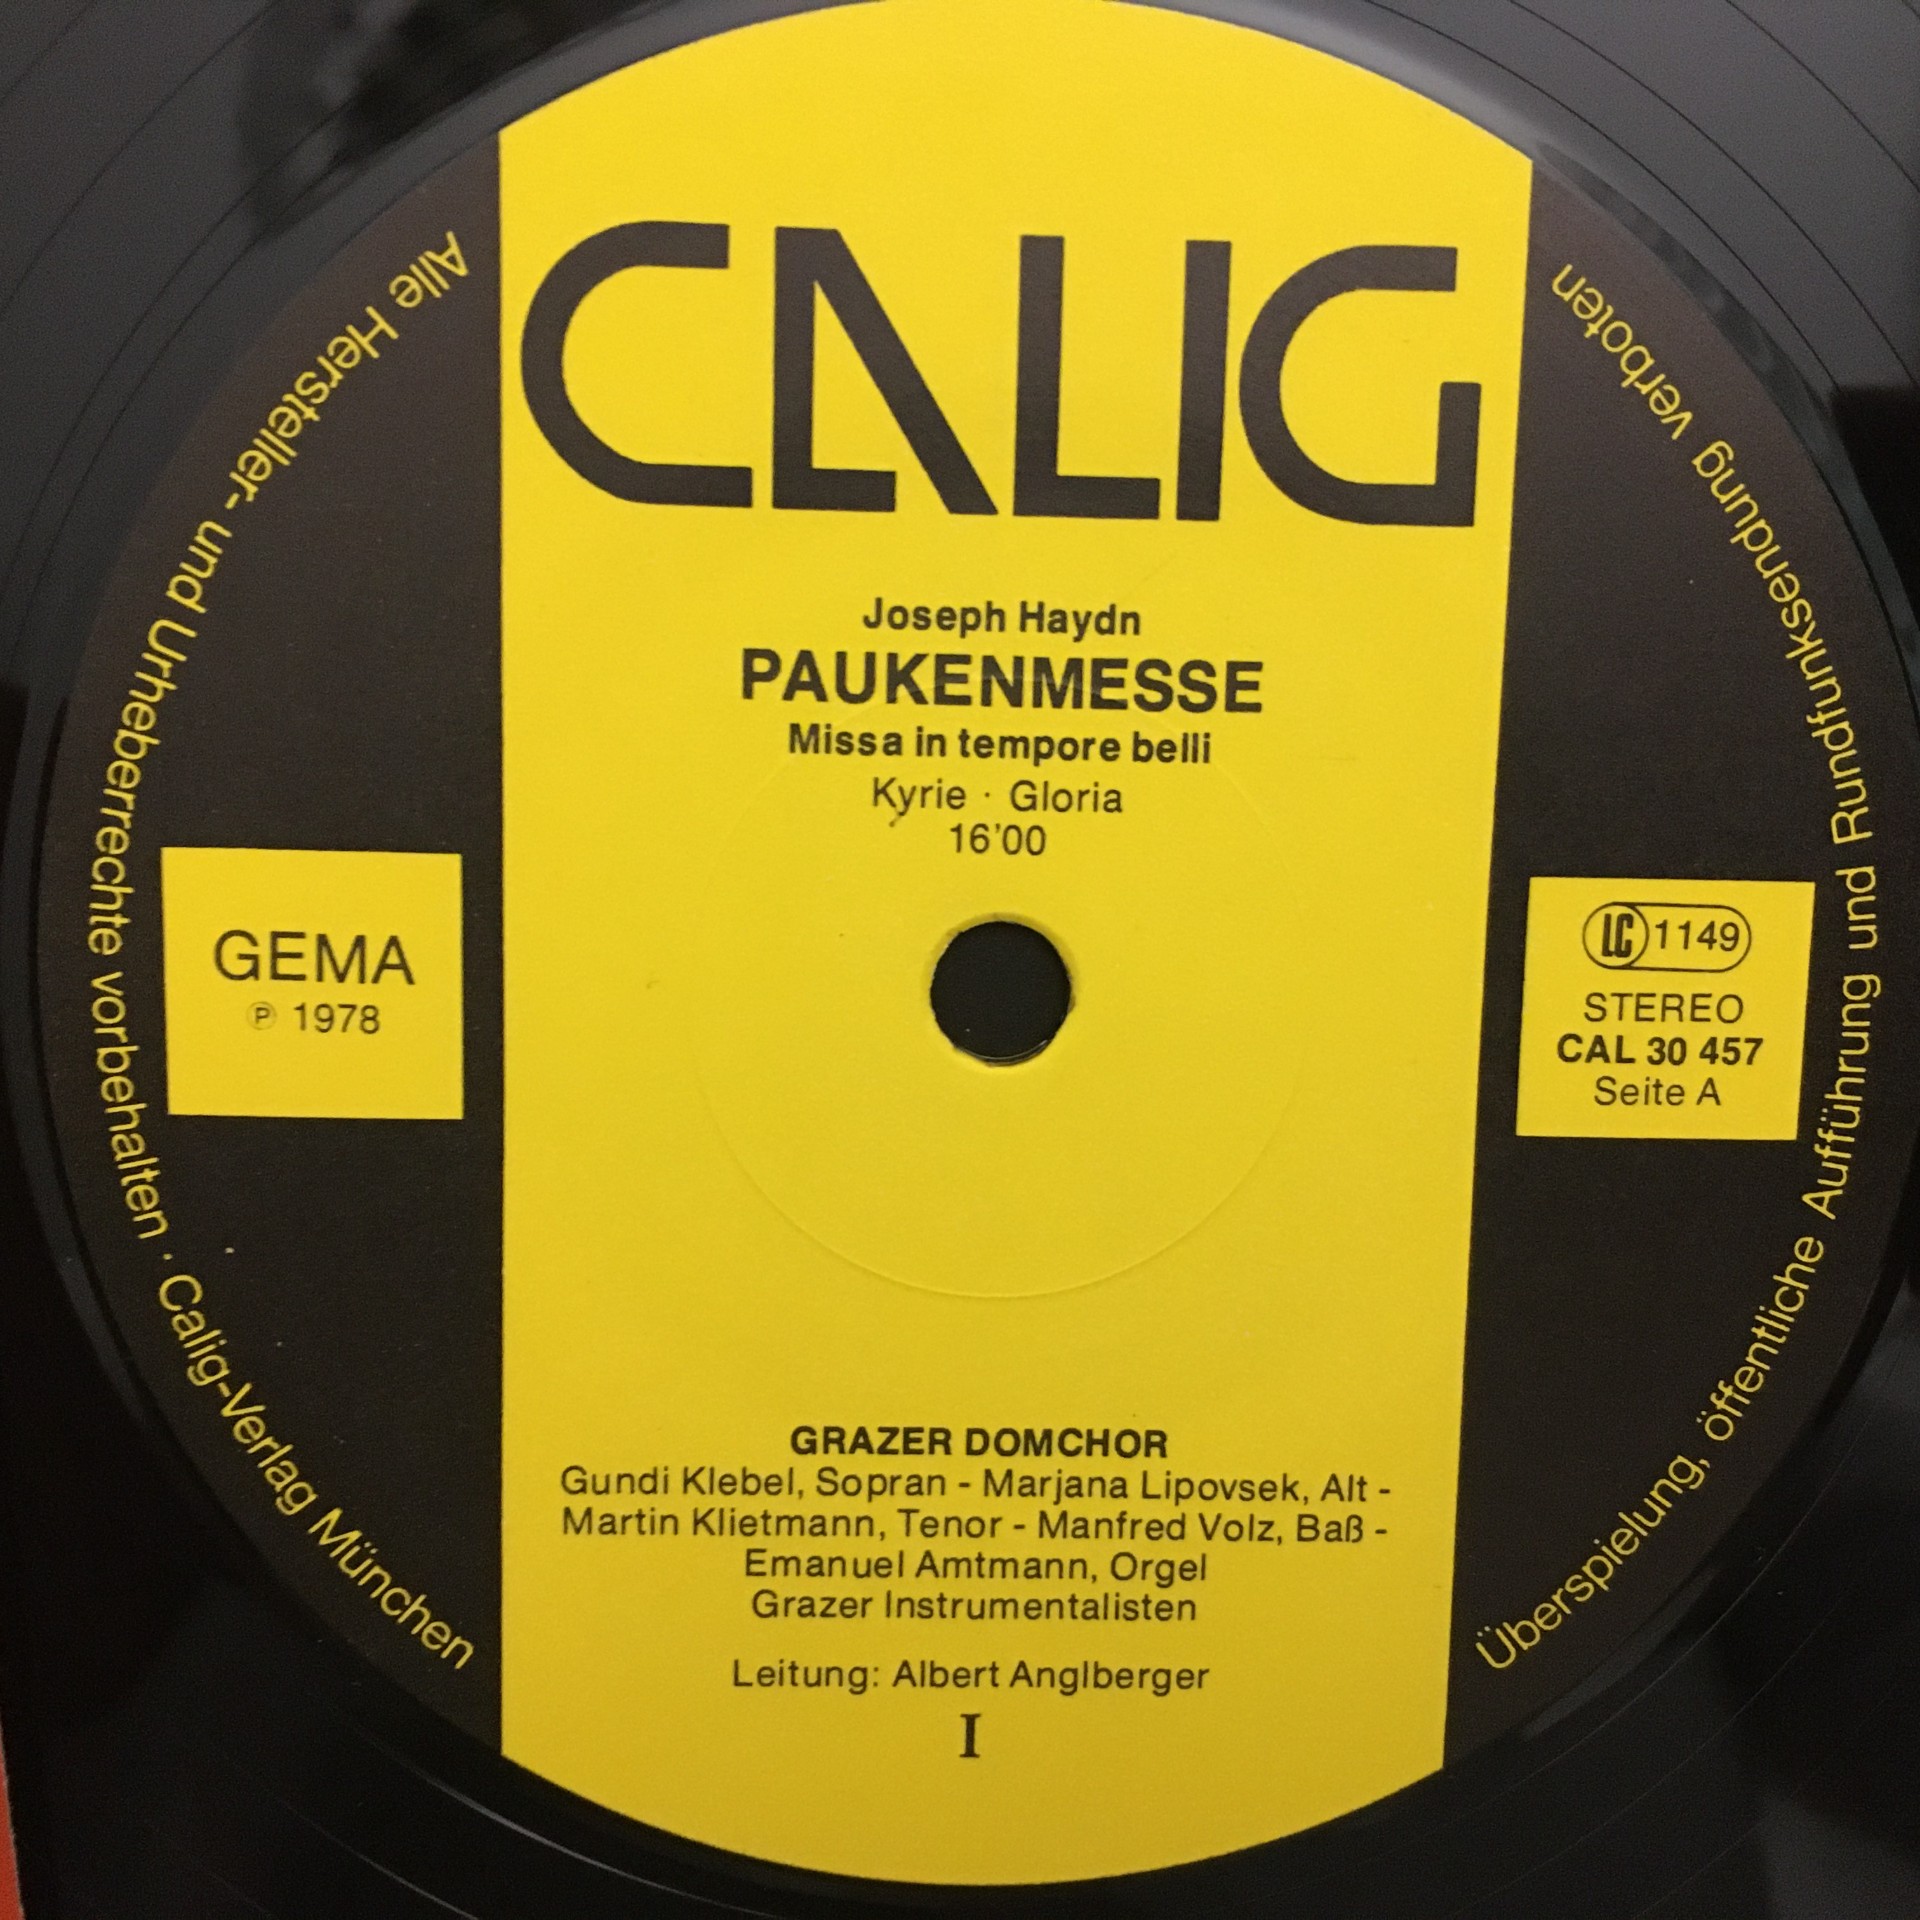 CALIG
Joseph Haydn
PAUKENMESSE
Missa in tempore belli
Kyrie · Gloria
16'00
GEMA
℗ 1978
LC 1149
STEREO
CAL 30 457
Seite A
GRAZER DOMCHOR
Gundi Klebel, Sopran - Marjana Lipovsek, Alt -
Martin Klietmann, Tenor - Manfred Volz, Baß -
Emanuel Amtmann, Orgel
Grazer Instrumentalisten
Leitung: Albert Anglberger
I
Alle Hersteller- und Urheberrechte vorbehalten · Calig-Verlag München
Überspielung, öffentliche Aufführung und Rundfunksendung verboten